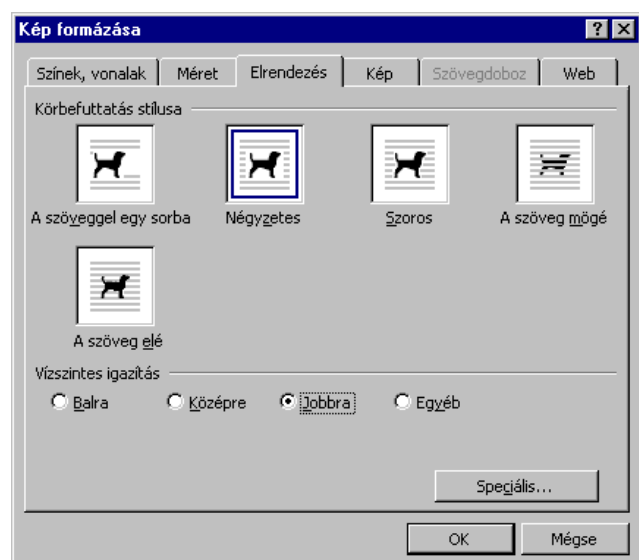 Kép formázása
Színek, vonalak Méret Elrendezés Kép Szövegdoboz Web
Körbefuttatás stílusa
A szöveggel egy sorba Négyzetes Szoros A szöveg mögé
A szöveg elé
Vízszintes igazítás
Balra Középre Jobbra Egyéb
Speciális...
OK Mégse